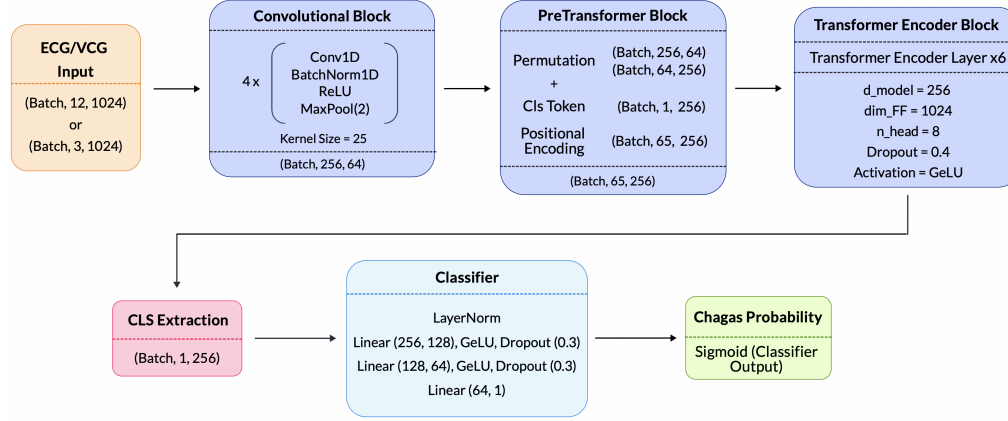 ECG/VCG
Input
(Batch, 12, 1024)
or
(Batch, 3, 1024)
Convolutional Block
4 x
Conv1D
BatchNorm1D
ReLU
MaxPool(2)
Kernel Size = 25
(Batch, 256, 64)
PreTransformer Block
Permutation
(Batch, 256, 64)
(Batch, 64, 256)
+
Cls Token
(Batch, 1, 256)
Positional
Encoding
(Batch, 65, 256)
(Batch, 65, 256)
Transformer Encoder Block
Transformer Encoder Layer x6
d_model = 256
dim_FF = 1024
n_head = 8
Dropout = 0.4
Activation = GeLU
CLS Extraction
(Batch, 1, 256)
Classifier
LayerNorm
Linear (256, 128), GeLU, Dropout (0.3)
Linear (128, 64), GeLU, Dropout (0.3)
Linear (64, 1)
Chagas Probability
Sigmoid (Classifier
Output)